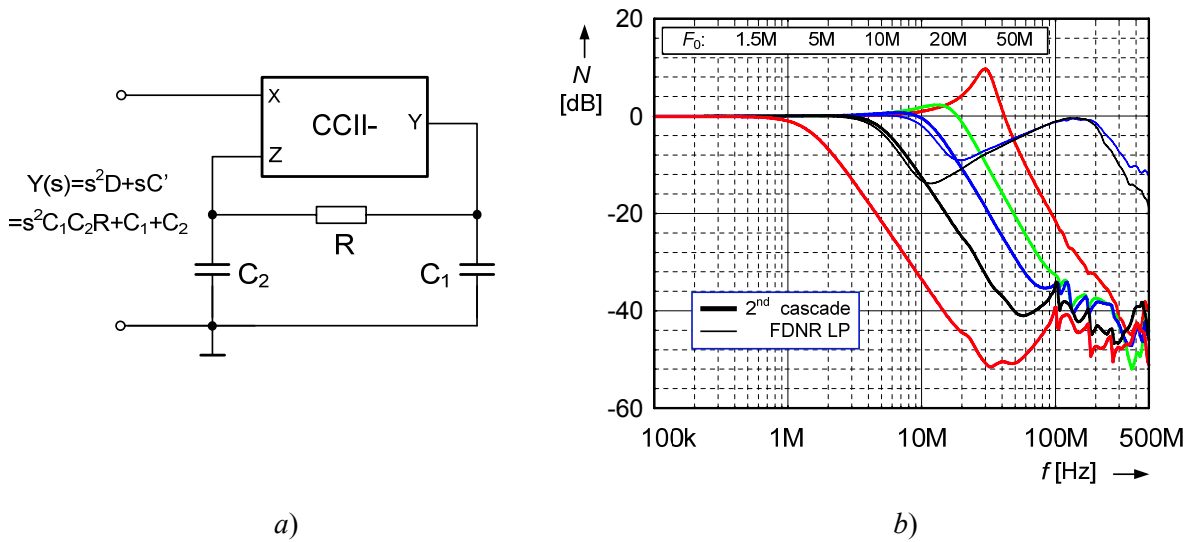 X
CCII-
Y
Z
Y(s)=s²D+sC'
=s²C₁C₂R+C₁+C₂
R
C₂
C₁
a)
20
0
-20
-40
-60
N
[dB]
F₀: 1.5M 5M 10M 20M 50M
2nd cascade
FDNR LP
100k 1M 10M 100M 500M
f [Hz]
b)